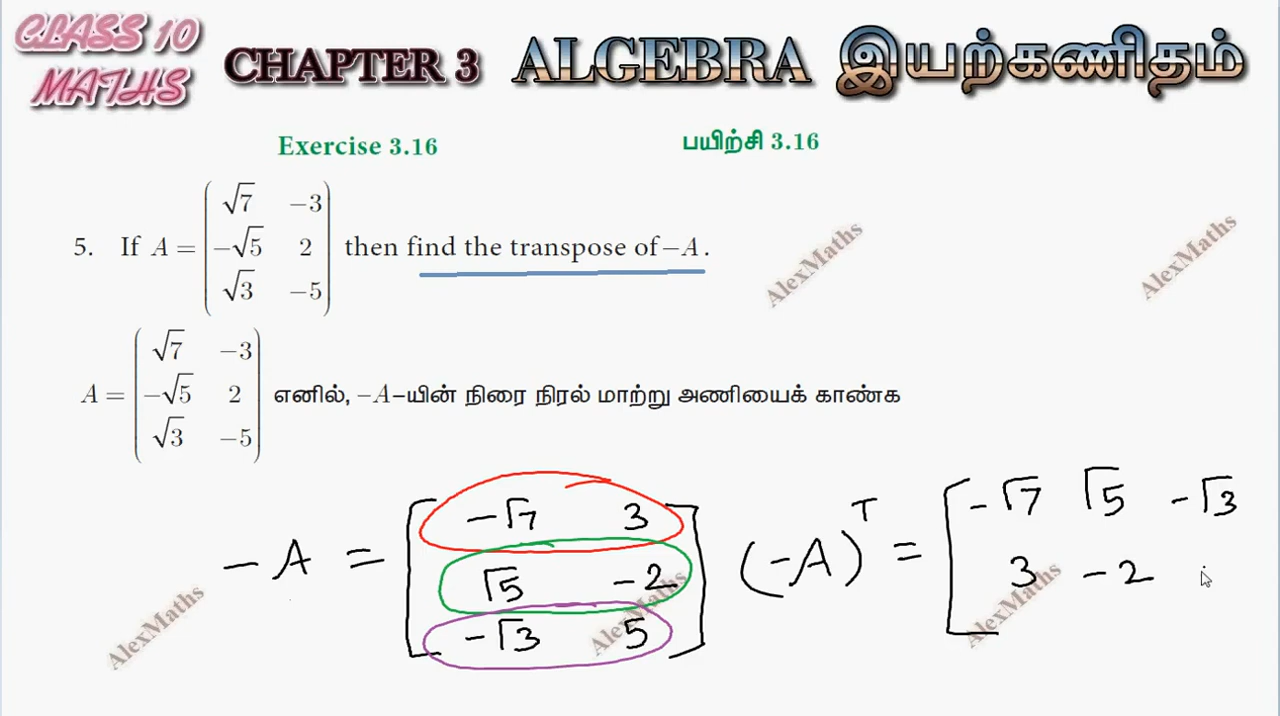 CLASS 10
MATHS
CHAPTER 3 ALGEBRA இயற்கணிதம்
Exercise 3.16 பயிற்சி 3.16
√7 −3
5. If A = −√5 2 then find the transpose of −A.
√3 −5
AlexMaths
AlexMaths
√7 −3
A = −√5 2 எனில், −A−யின் நிரை நிரல் மாற்று அணியைக் காண்க
√3 −5
−√7 3
−A = √5 −2
−√3 5
−√7 √5 −√3
(−A)ᵀ = 3 −2
AlexMaths
AlexMaths
AlexMaths